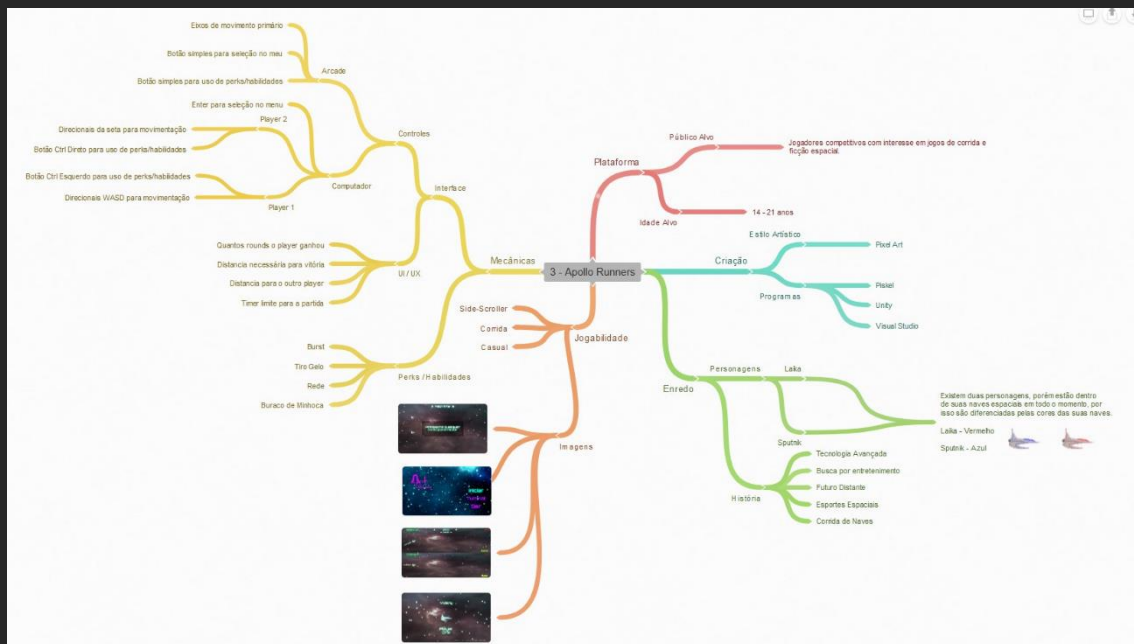 Eixos de movimento primário
Botão simples para seleção no meu
Botão simples para uso de perks/habilidades
Arcade
Enter para seleção no menu
Player 2
Direcionais da seta para movimentação
Botão Ctrl Direto para uso de perks/habilidades
Botão Ctrl Esquerdo para uso de perks/habilidades
Direcionais WASD para movimentação
Player 1
Computador
Controles
Interface
Quantos rounds o player ganhou
Distancia necessária para vitória
Distancia para o outro player
Timer limite para a partida
UI / UX
Mecânicas
Burst
Tiro Gelo
Rede
Buraco de Minhoca
Perks / Habilidades
3 - Apollo Runners
Side-Scroller
Corrida
Casual
Jogabilidade
Imagens
Plataforma
Público Alvo
Jogadores competitivos com interesse em jogos de corrida e
ficção espacial.
Idade Alvo
14 - 21 anos
Criação
Estilo Artístico
Pixel Art
Programas
Piskel
Unity
Visual Studio
Enredo
Personagens
Laika
Sputnik
Existem duas personagens, porém estão dentro
de suas naves espaciais em todo o momento, por
isso são diferenciadas pelas cores das suas naves.
Laika - Vermelho
Sputnik - Azul
História
Tecnologia Avançada
Busca por entretenimento
Futuro Distante
Esportes Espaciais
Corrida de Naves